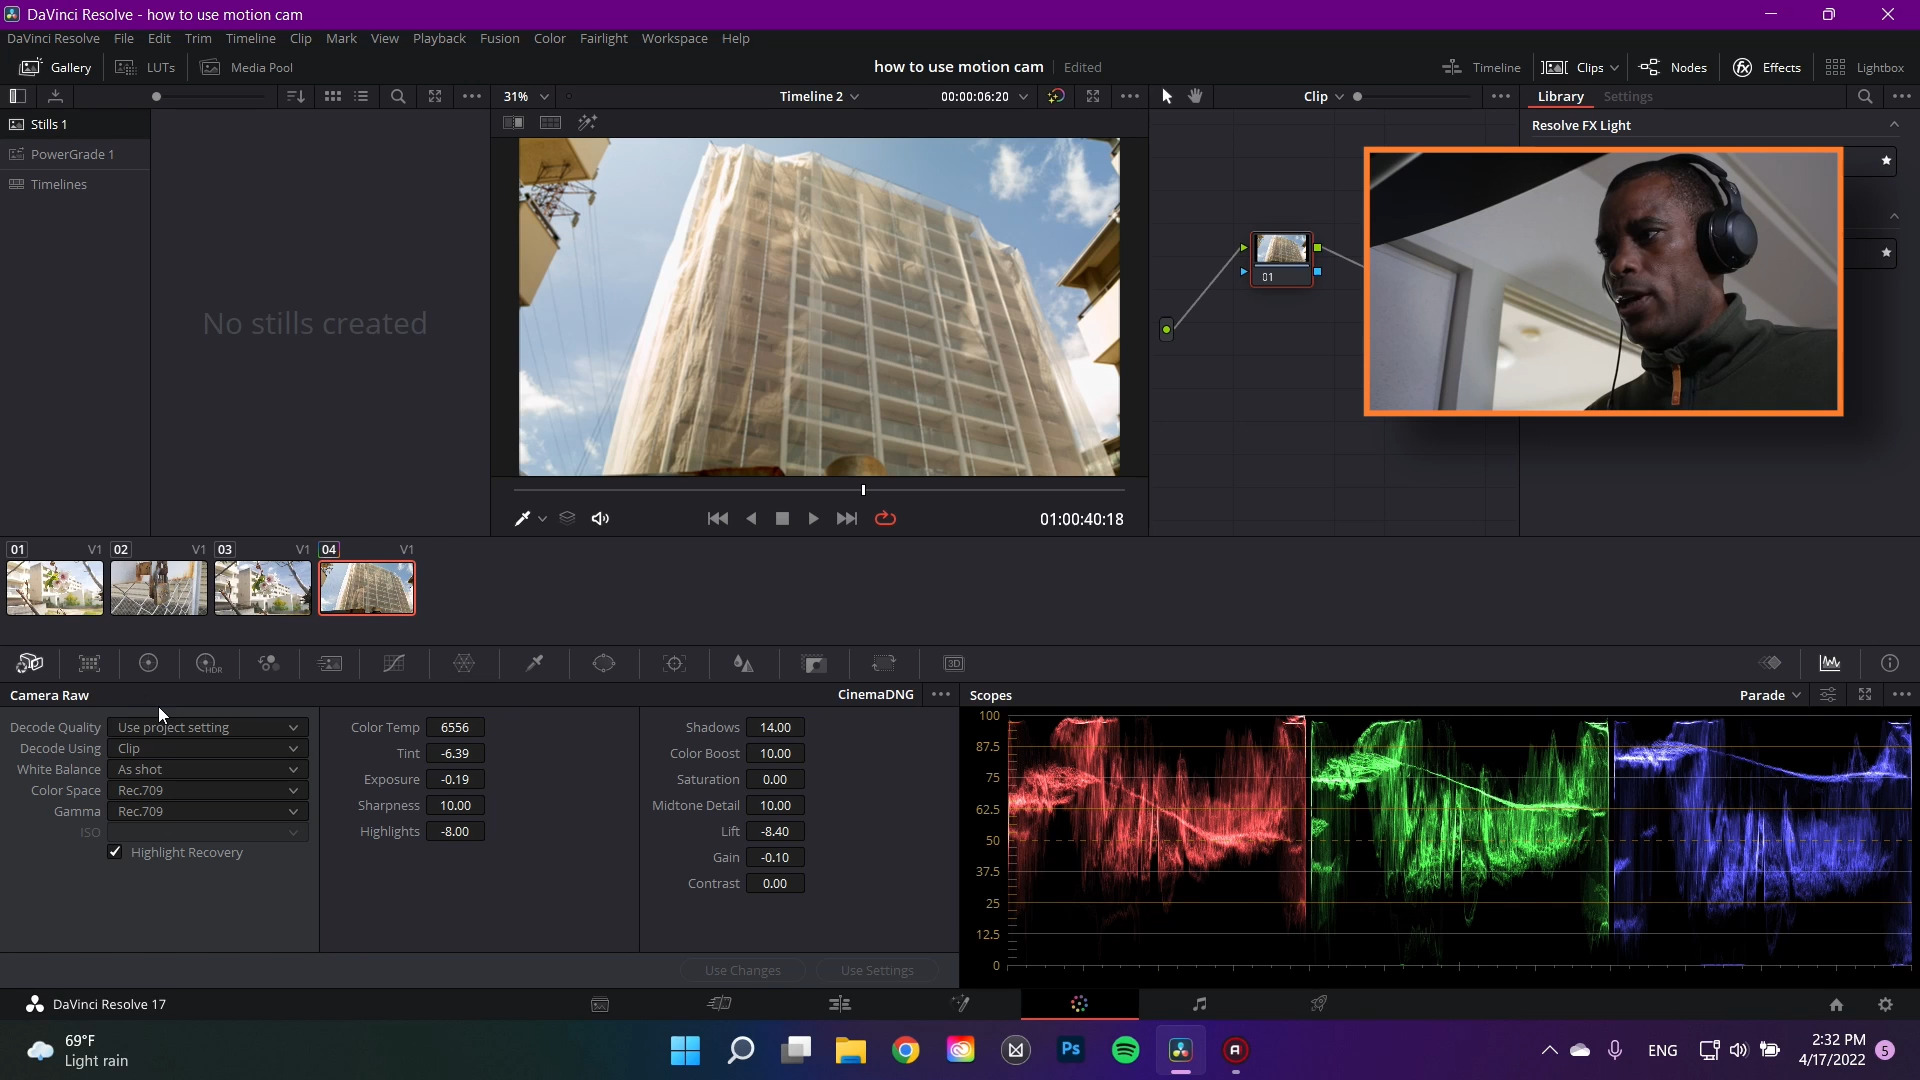 DaVinci Resolve - how to use motion cam
DaVinci Resolve File Edit Trim Timeline Clip Mark View Playback Fusion Color Fairlight Workspace Help
Gallery LUTs Media Pool how to use motion cam Edited Timeline Clips Nodes fx Effects Lightbox
31% Timeline 2 00:00:06:20 Clip Library Settings
Stills 1
Resolve FX Light
PowerGrade 1
Timelines
No stills created
01
01:00:40:18
01 V1 02 V1 03 V1 04 V1
HDR 3D
Camera Raw CinemaDNG Scopes Parade
Decode Quality Use project setting
Decode Using Clip
White Balance As shot
Color Space Rec.709
Gamma Rec.709
ISO
Highlight Recovery
Color Temp 6556
Tint -6.39
Exposure -0.19
Sharpness 10.00
Highlights -8.00
Shadows 14.00
Color Boost 10.00
Saturation 0.00
Midtone Detail 10.00
Lift -8.40
Gain -0.10
Contrast 0.00
Use Changes Use Settings
100
87.5
75
62.5
50
37.5
25
12.5
0
DaVinci Resolve 17
69°F
Light rain
Ps
ENG
2:32 PM
4/17/2022
5